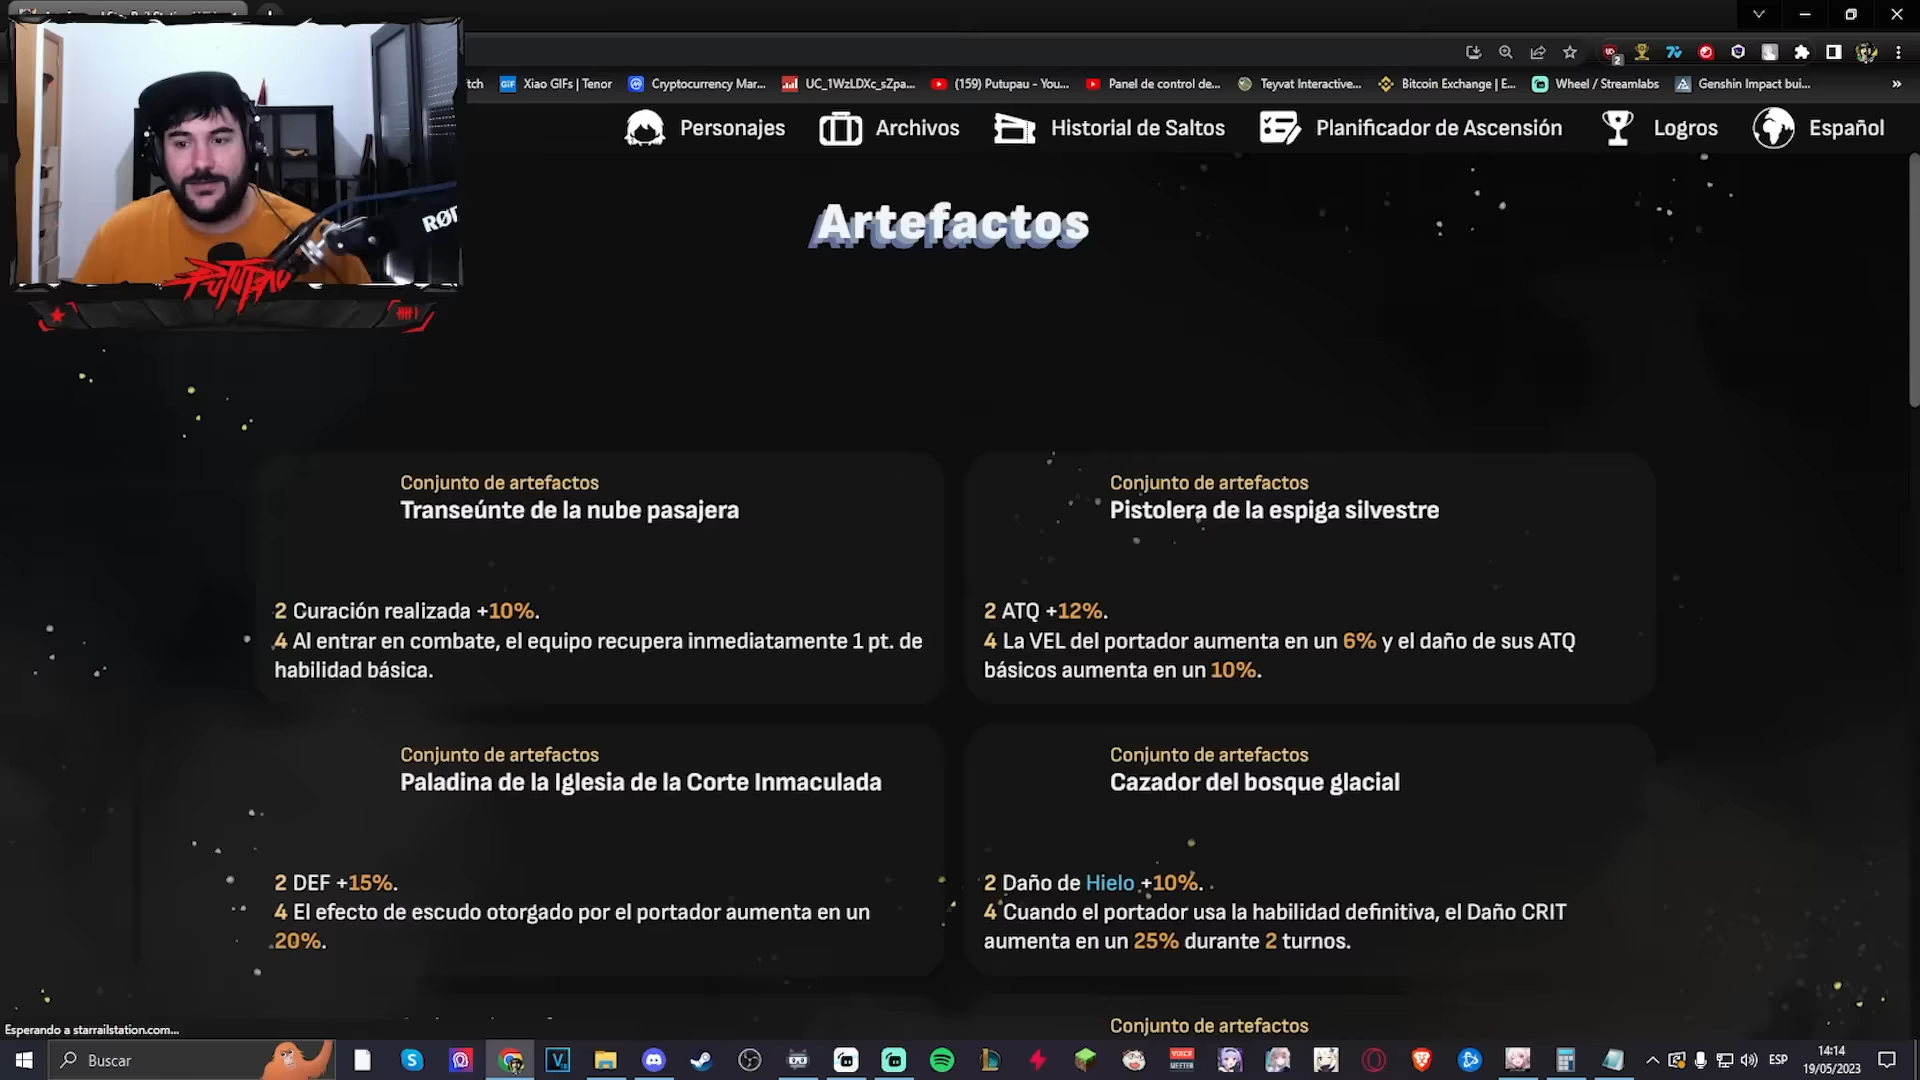 tch
GIF
Xiao GIFs | Tenor
Cryptocurrency Mar...
UC_1WzLDXc_sZpa...
(159) Putupau - You...
Panel de control de...
Teyvat Interactive...
Bitcoin Exchange | E...
Wheel / Streamlabs
Genshin Impact bui...
»
Personajes
Archivos
Historial de Saltos
Planificador de Ascensión
Logros
Español
RØD
PUTUPAU
Artefactos
Conjunto de artefactos
Transeúnte de la nube pasajera
2 Curación realizada +10%.
4 Al entrar en combate, el equipo recupera inmediatamente 1 pt. de
habilidad básica.
Conjunto de artefactos
Pistolera de la espiga silvestre
2 ATQ +12%.
4 La VEL del portador aumenta en un 6% y el daño de sus ATQ
básicos aumenta en un 10%.
Conjunto de artefactos
Paladina de la Iglesia de la Corte Inmaculada
2 DEF +15%.
4 El efecto de escudo otorgado por el portador aumenta en un
20%.
Conjunto de artefactos
Cazador del bosque glacial
2 Daño de Hielo +10%.
4 Cuando el portador usa la habilidad definitiva, el Daño CRIT
aumenta en un 25% durante 2 turnos.
Conjunto de artefactos
Esperando a starrailstation.com...
Buscar
VOICE
MEETER
ESP
14:14
19/05/2023